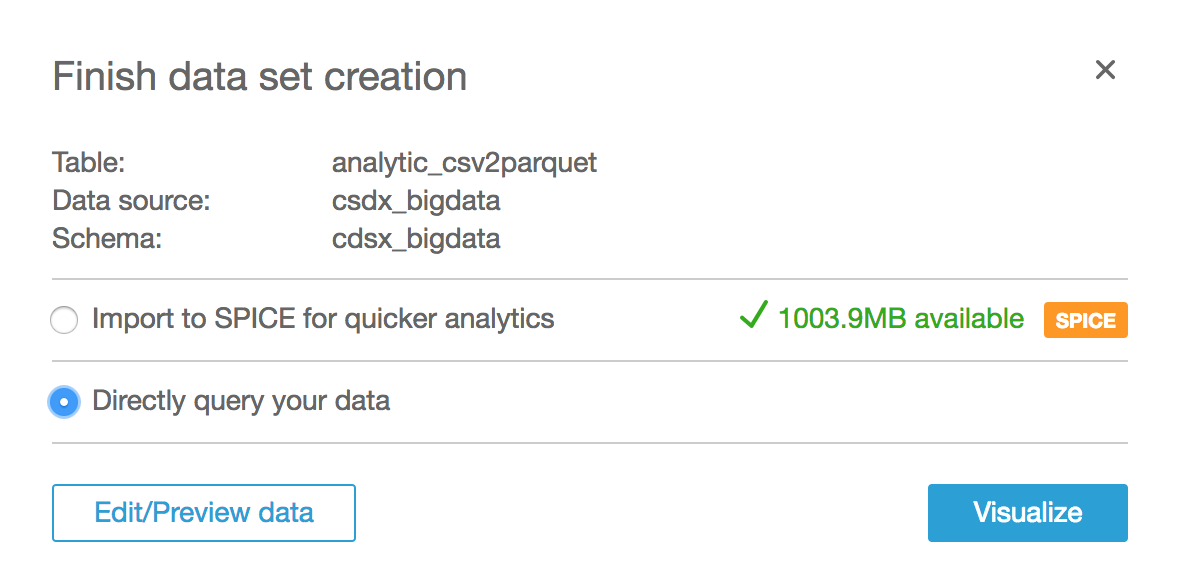 Finish data set creation
Table: analytic_csv2parquet
Data source: csdx_bigdata
Schema: cdsx_bigdata
Import to SPICE for quicker analytics 1003.9MB available SPICE
Directly query your data
Edit/Preview data Visualize